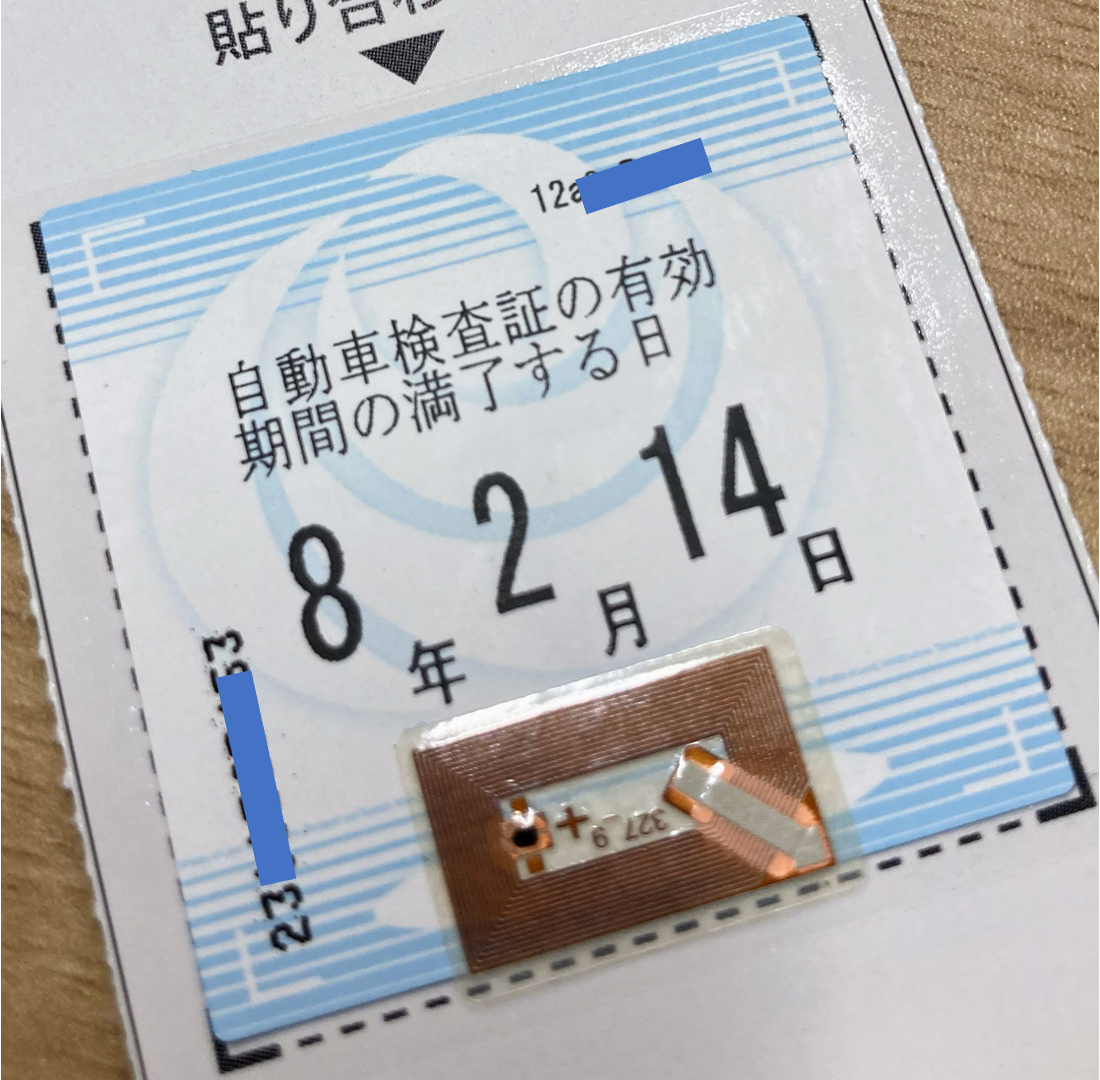 貼り合わ
12a
自動車検査証の有効
期間の満了する日
8年2月14日
23
53
327_9
+